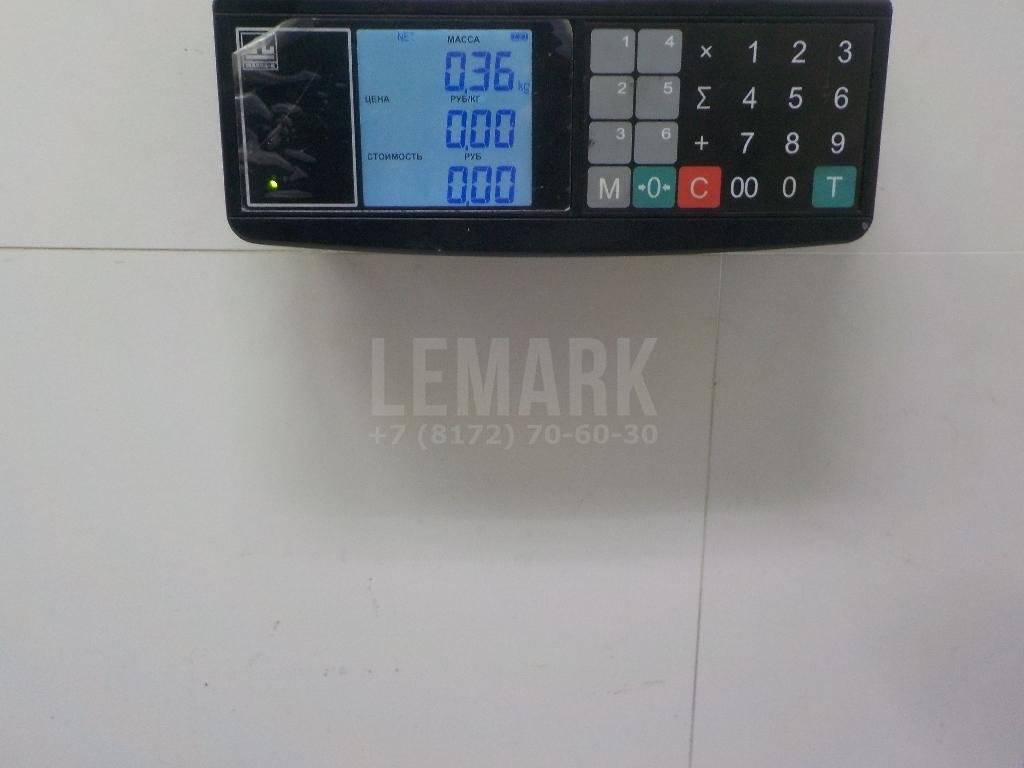 NET МАССА
0,36 kg
ЦЕНА РУБ/КГ
0,00
СТОИМОСТЬ РУБ
0,00
1 4 × 1 2 3
2 5 Σ 4 5 6
3 6 + 7 8 9
M →0← C 00 0 T
LEMARK
+7 (8172) 70-60-30